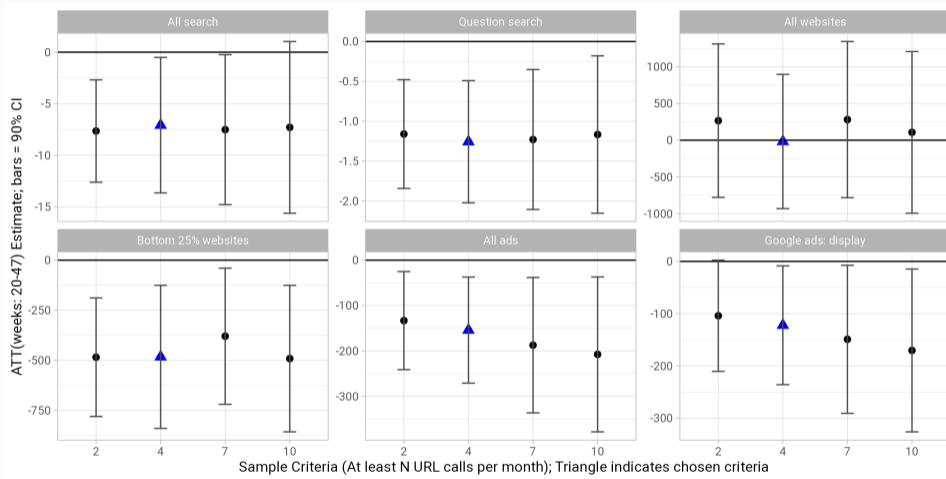 All search
Question search
All websites
0
-5
-10
-15
0.0
-0.5
-1.0
-1.5
-2.0
1000
500
0
-500
-1000
Bottom 25% websites
All ads
Google ads: display
0
-250
-500
-750
0
-100
-200
-300
0
-100
-200
-300
2 4 7 10
2 4 7 10
2 4 7 10
ATT(weeks: 20-47) Estimate; bars = 90% CI
Sample Criteria (At least N URL calls per month); Triangle indicates chosen criteria